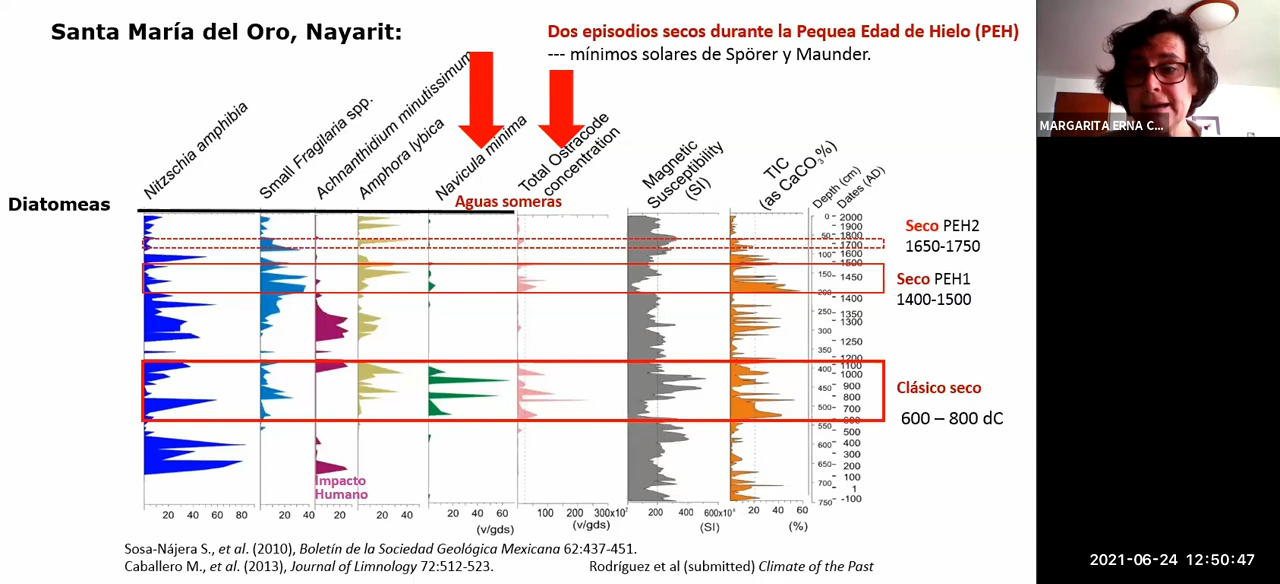 Santa María del Oro, Nayarit:
Dos episodios secos durante la Pequea Edad de Hielo (PEH)
--- mínimos solares de Spörer y Maunder.
MARGARITA ERNA C...
Diatomeas
Nitzschia amphibia
Small Fragilaria spp.
Achnanthidium minutissimum
Amphora lybica
Navicula minima
Total Ostracode
concentration
Magnetic
Susceptibility
(SI)
TIC
(as CaCO3%)
Depth (cm)
Dates (AD)
Aguas someras
0 2000
1900
50 1800
1700
100 1600
1500
150 1450
200
1400
250 1350
300 1300
1250
350
1200
400 1100
1000
450 900
800
500 700
550 500
400
600 300
650 200
100
700 1
750 -100
Seco PEH2
1650-1750
Seco PEH1
1400-1500
Clásico seco
600 – 800 dC
Impacto
Humano
20 40 60 80
20 40
20
20 40
20 40 60
100 200 300x10²
200 400 600x10
20 40 60
(v/gds)
(v/gds)
(SI)
(%)
Sosa-Nájera S., et al. (2010), Boletín de la Sociedad Geológica Mexicana 62:437-451.
Caballero M., et al. (2013), Journal of Limnology 72:512-523.
Rodríguez et al (submitted) Climate of the Past
2021-06-24 12:50:47